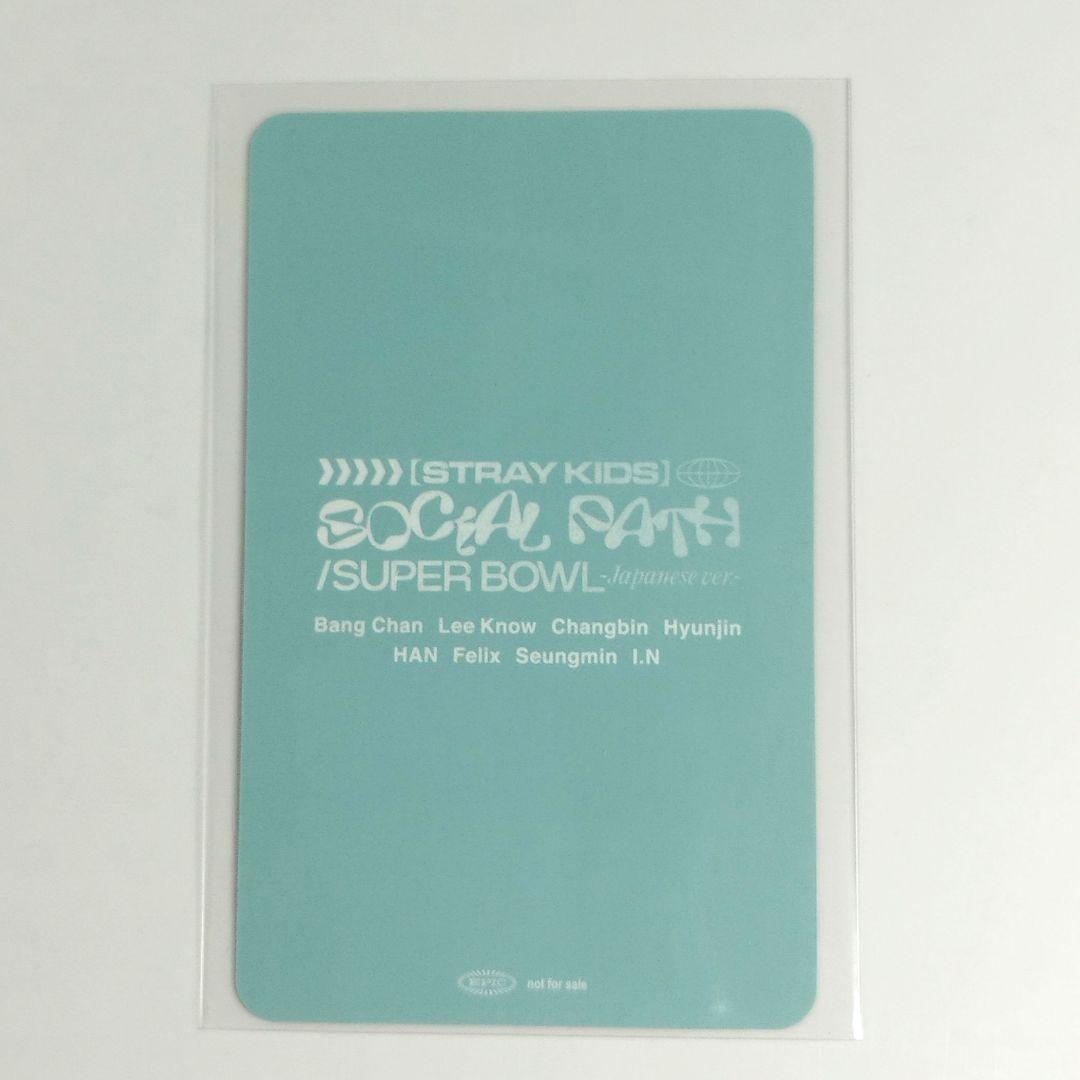 [STRAY KIDS]
SOCIAL PATH
/SUPER BOWL-Japanese ver.-
Bang Chan Lee Know Changbin Hyunjin
HAN Felix Seungmin I.N
EPIC not for sale